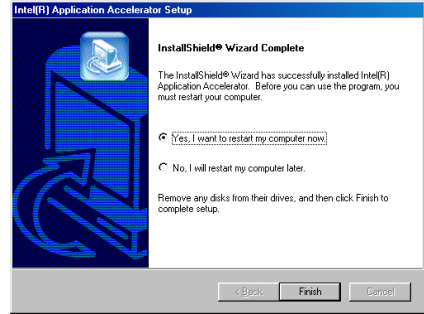 Intel(R) Application Accelerator Setup
InstallShield® Wizard Complete
The InstallShield® Wizard has successfully installed Intel(R)
Application Accelerator.  Before you can use the program, you
must restart your computer.
Yes, I want to restart my computer now.
No, I will restart my computer later.
Remove any disks from their drives, and then click Finish to
complete setup.
< Back
Finish
Cancel